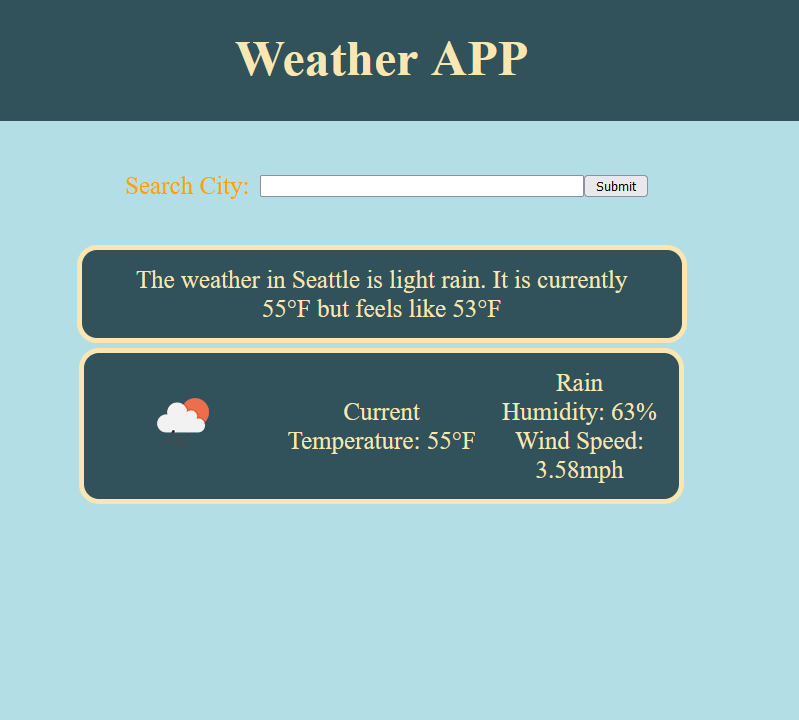 Weather APP
Search City:
Submit
The weather in Seattle is light rain. It is currently
55°F but feels like 53°F
Current
Temperature: 55°F
Rain
Humidity: 63%
Wind Speed:
3.58mph